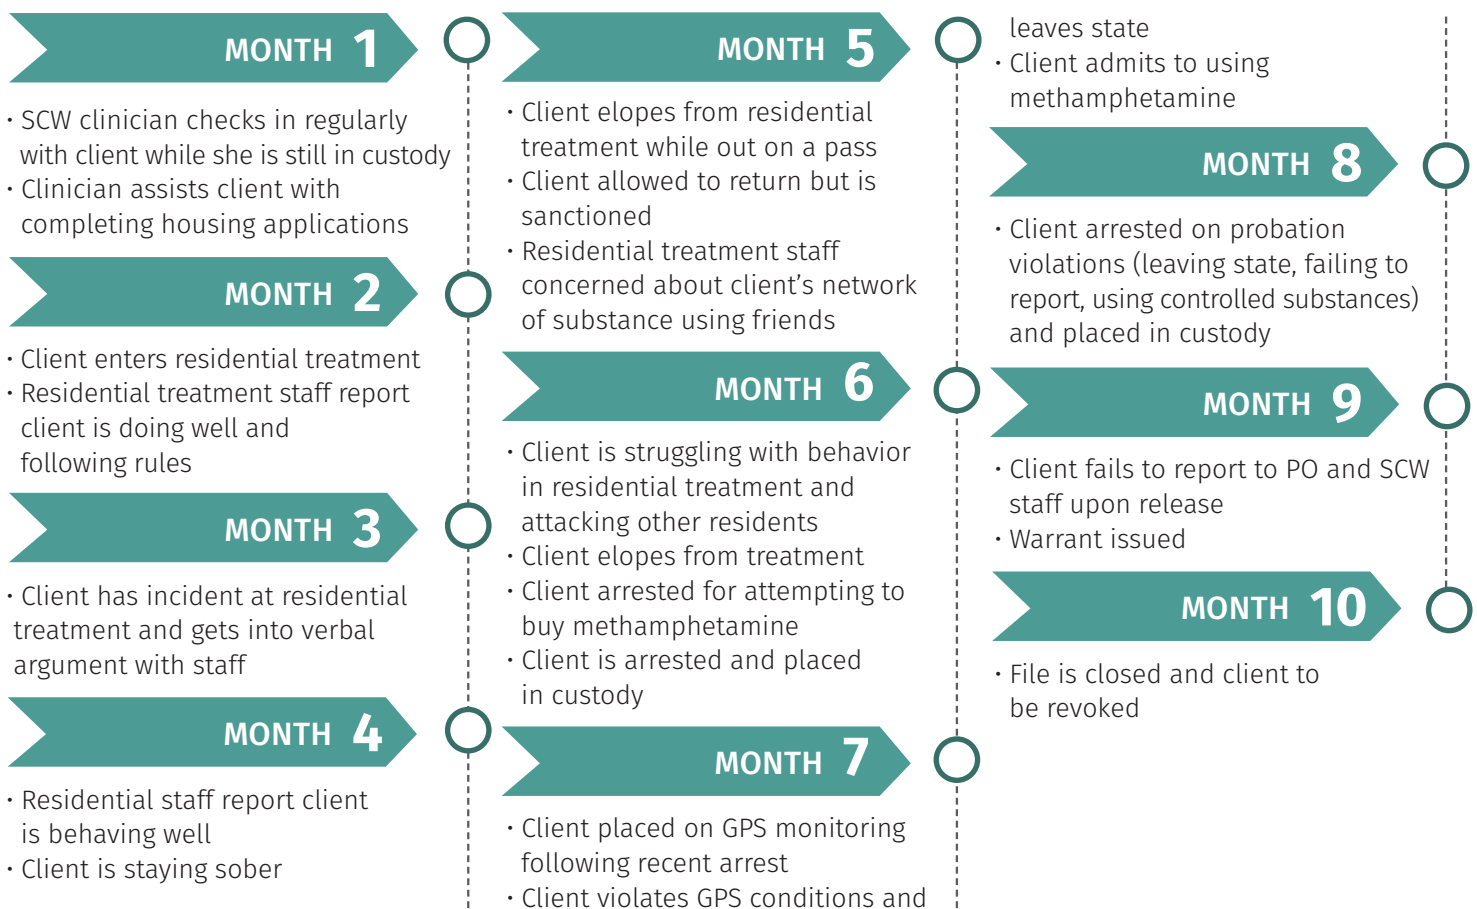 MONTH 1
· SCW clinician checks in regularly
with client while she is still in custody
· Clinician assists client with
completing housing applications
MONTH 2
· Client enters residential treatment
· Residential treatment staff report
client is doing well and
following rules
MONTH 3
· Client has incident at residential
treatment and gets into verbal
argument with staff
MONTH 4
· Residential staff report client
is behaving well
· Client is staying sober
MONTH 5
· Client elopes from residential
treatment while out on a pass
· Client allowed to return but is
sanctioned
· Residential treatment staff
concerned about client’s network
of substance using friends
MONTH 6
· Client is struggling with behavior
in residential treatment and
attacking other residents
· Client elopes from treatment
· Client arrested for attempting to
buy methamphetamine
· Client is arrested and placed
in custody
MONTH 7
· Client placed on GPS monitoring
following recent arrest
· Client violates GPS conditions and
leaves state
· Client admits to using
methamphetamine
MONTH 8
· Client arrested on probation
violations (leaving state, failing to
report, using controlled substances)
and placed in custody
MONTH 9
· Client fails to report to PO and SCW
staff upon release
· Warrant issued
MONTH 10
· File is closed and client to
be revoked